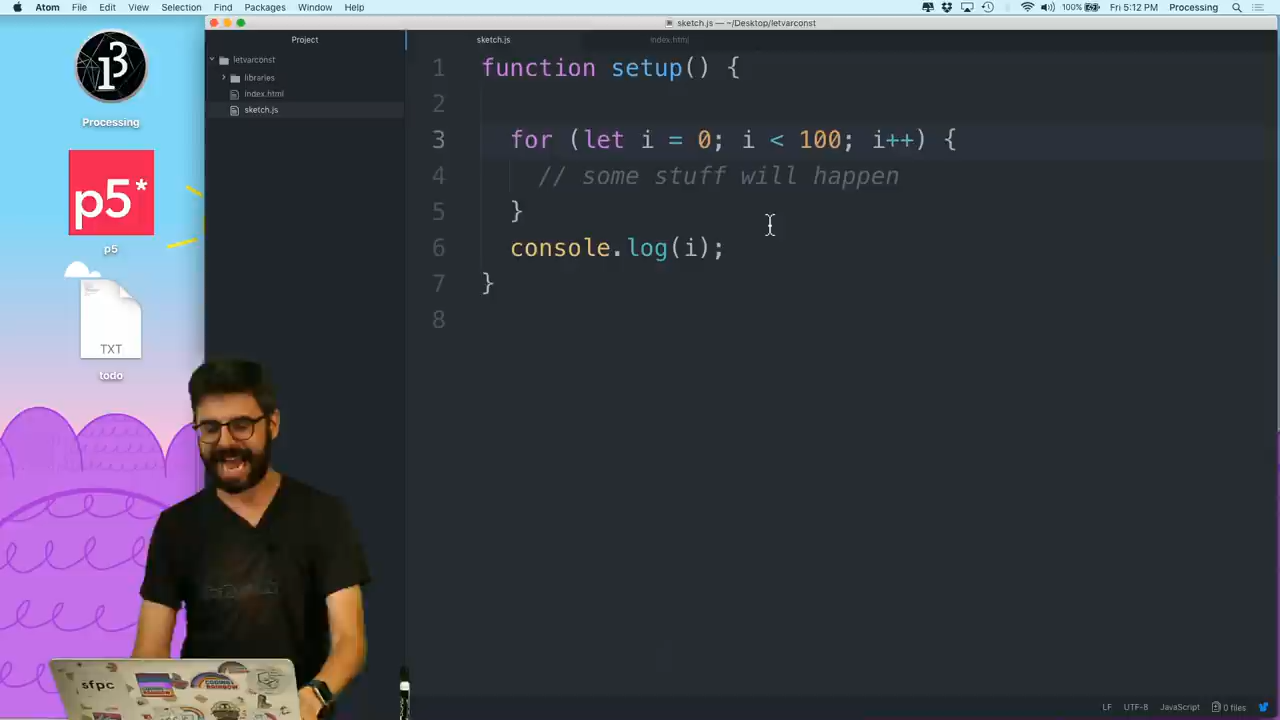 Atom File Edit View Selection Find Packages Window Help
100% Fri 5:12 PM Processing
sketch.js — ~/Desktop/letvarconst
Project
sketch.js
index.html
letvarconst
libraries
index.html
sketch.js
1 function setup() {
2
3 for (let i = 0; i < 100; i++) {
4 // some stuff will happen
5 }
6 console.log(i);
7 }
8
Processing
p5*
p5
TXT
todo
sfpc
LF UTF-8 JavaScript 0 files